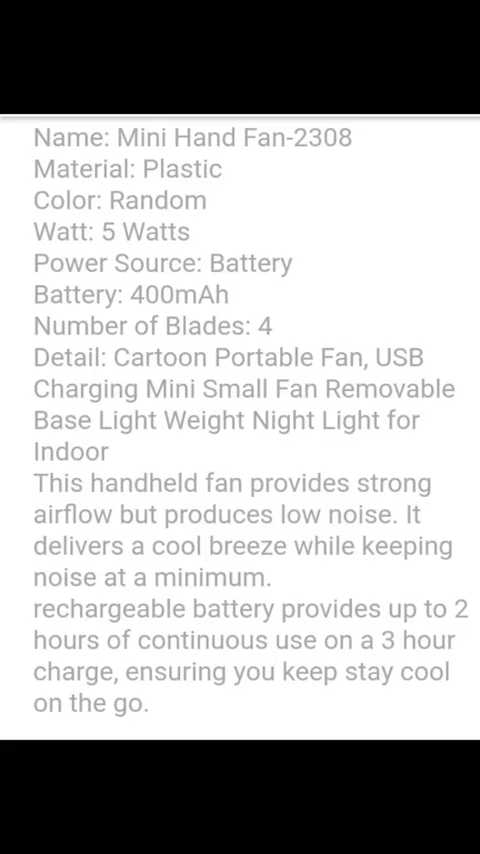 Name: Mini Hand Fan-2308
Material: Plastic
Color: Random
Watt: 5 Watts
Power Source: Battery
Battery: 400mAh
Number of Blades: 4
Detail: Cartoon Portable Fan, USB
Charging Mini Small Fan Removable
Base Light Weight Night Light for
Indoor
This handheld fan provides strong
airflow but produces low noise. It
delivers a cool breeze while keeping
noise at a minimum.
rechargeable battery provides up to 2
hours of continuous use on a 3 hour
charge, ensuring you keep stay cool
on the go.